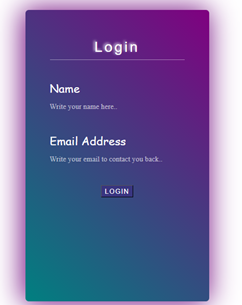 Login
Name
Write your name here..
Email Address
Write your email to contact you back..
LOGIN